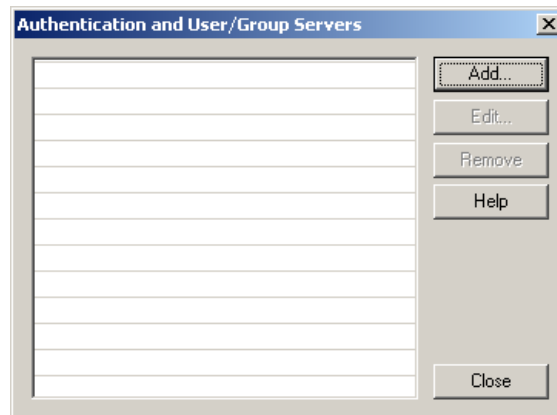 Authentication and User/Group Servers
Add...
Edit...
Remove
Help
Close